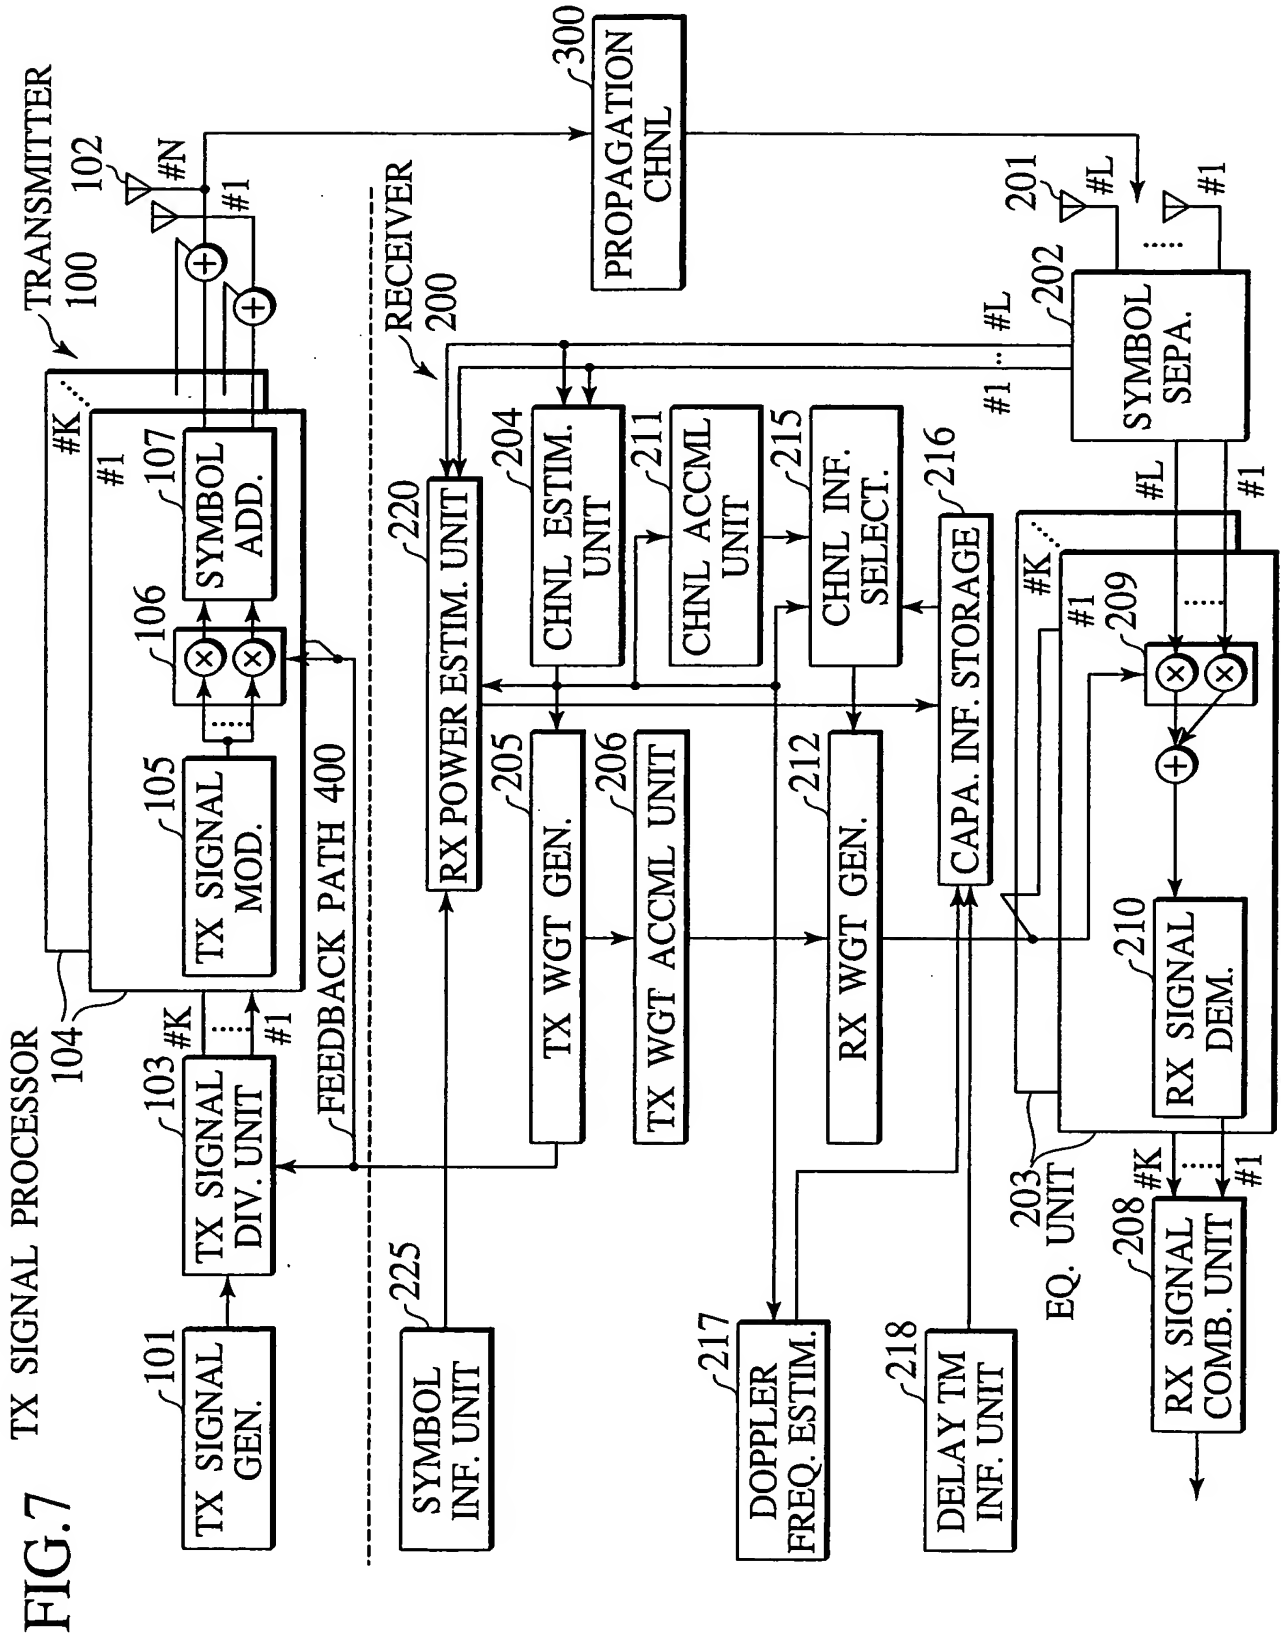 FIG.7
TX SIGNAL PROCESSOR
104
TRANSMITTER
100
101
TX SIGNAL
GEN.
103
TX SIGNAL
DIV. UNIT
#K
#1
#K
#1
105
TX SIGNAL
MOD.
106
107
SYMBOL
ADD.
102
#N
#1
FEEDBACK PATH 400
RECEIVER
200
300
PROPAGATION
CHNL
225
SYMBOL
INF. UNIT
220
RX POWER ESTIM. UNIT
205
TX WGT GEN.
204
CHNL ESTIM.
UNIT
206
TX WGT ACCML UNIT
211
CHNL ACCML
UNIT
217
DOPPLER
FREQ. ESTIM.
212
RX WGT GEN.
215
CHNL INF.
SELECT.
218
DELAY TM
INF. UNIT
216
CAPA. INF. STORAGE
#1
#L
201
#L
#1
202
SYMBOL
SEPA.
#L
#1
203
EQ. UNIT
#K
#1
209
210
RX SIGNAL
DEM.
#K
#1
208
RX SIGNAL
COMB. UNIT